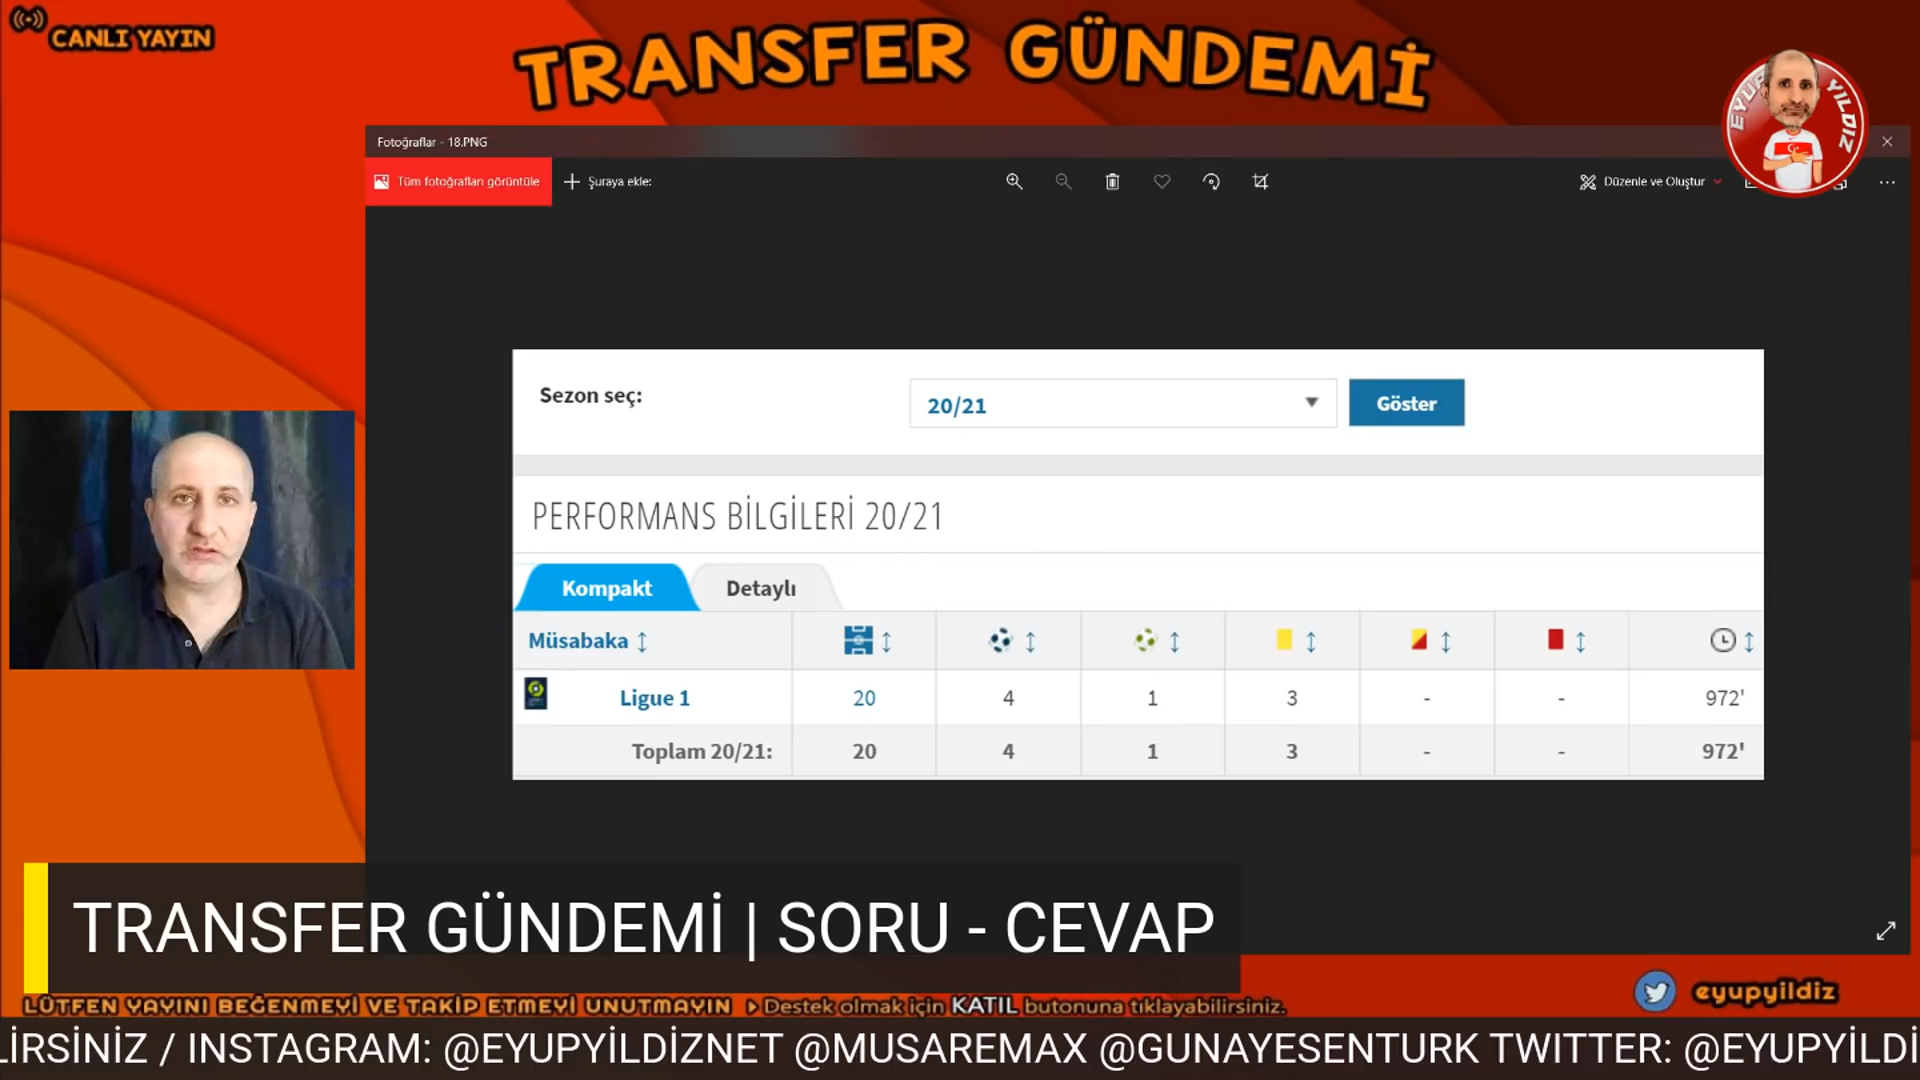 CANLI YAYIN
TRANSFER GÜNDEMİ
EYUP YILDIZ
Fotoğraflar - 18.PNG
Tüm fotoğrafları görüntüle
Şuraya ekle:
Düzenle ve Oluştur
Sezon seç:
20/21
Göster
PERFORMANS BİLGİLERİ 20/21
Kompakt Detaylı
Müsabaka
Ligue 1 20 4 1 3 - - 972'
Toplam 20/21: 20 4 1 3 - - 972'
TRANSFER GÜNDEMİ | SORU - CEVAP
LÜTFEN YAYINI BEĞENMEYİ VE TAKİP ETMEYİ UNUTMAYIN Destek olmak için KATIL butonuna tıklayabilirsiniz.
eyupyildiz
LİRSİNİZ / INSTAGRAM: @EYUPYİLDİZNET @MUSAREMAX @GUNAYESENTURK TWITTER: @EYUPYİLDİ